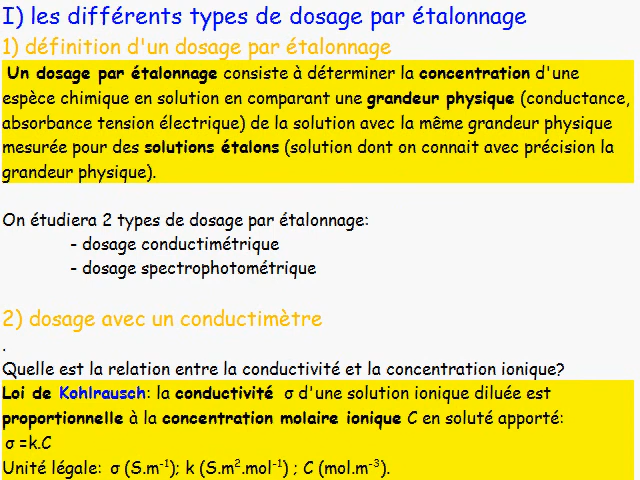 I) les différents types de dosage par étalonnage
1) définition d'un dosage par étalonnage
Un dosage par étalonnage consiste à déterminer la concentration d'une
espèce chimique en solution en comparant une grandeur physique (conductance,
absorbance tension électrique) de la solution avec la même grandeur physique
mesurée pour des solutions étalons (solution dont on connait avec précision la
grandeur physique).
On étudiera 2 types de dosage par étalonnage:
- dosage conductimétrique
- dosage spectrophotométrique
2) dosage avec un conductimètre
.
Quelle est la relation entre la conductivité et la concentration ionique?
Loi de Kohlrausch: la conductivité σ d'une solution ionique diluée est
proportionnelle à la concentration molaire ionique C en soluté apporté:
σ =k.C
Unité légale: σ (S.m⁻¹); k (S.m².mol⁻¹) ; C (mol.m⁻³).